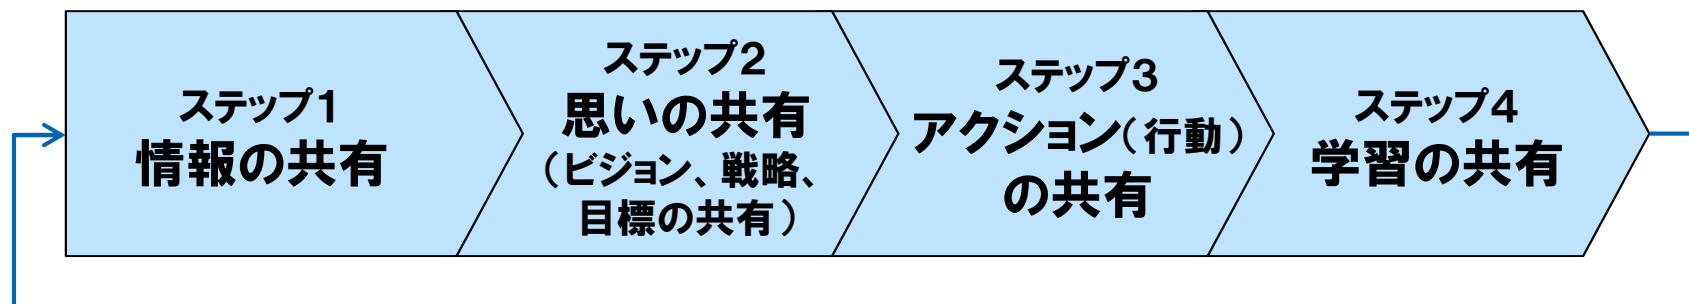 ステップ1
情報の共有
ステップ2
思いの共有
（ビジョン、戦略、
目標の共有）
ステップ3
アクション（行動）
の共有
ステップ4
学習の共有